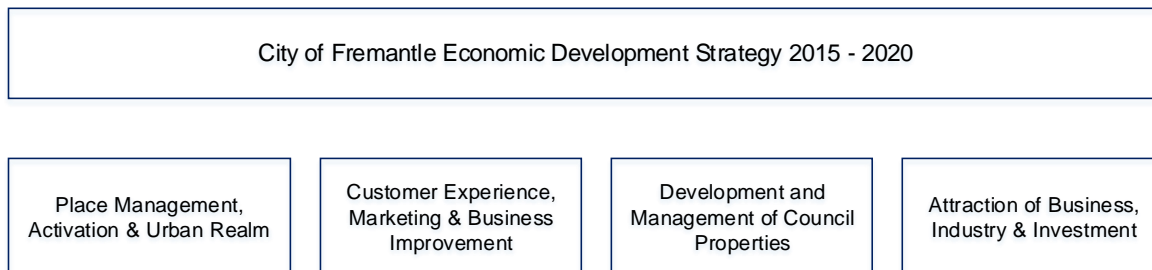 City of Fremantle Economic Development Strategy 2015 - 2020
Place Management,
Activation & Urban Realm
Customer Experience,
Marketing & Business
Improvement
Development and
Management of Council
Properties
Attraction of Business,
Industry & Investment